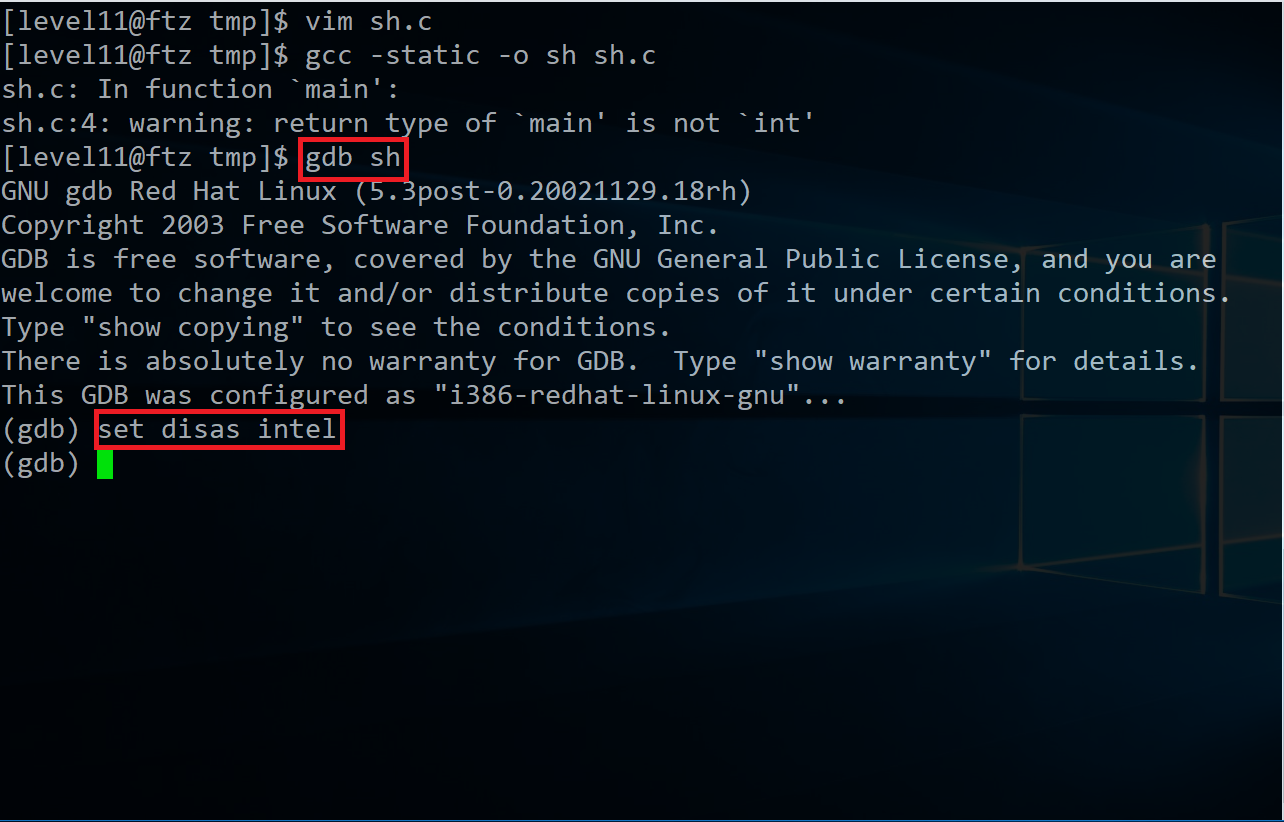 [level11@ftz tmp]$ vim sh.c
[level11@ftz tmp]$ gcc -static -o sh sh.c
sh.c: In function `main':
sh.c:4: warning: return type of `main' is not `int'
[level11@ftz tmp]$ gdb sh
GNU gdb Red Hat Linux (5.3post-0.20021129.18rh)
Copyright 2003 Free Software Foundation, Inc.
GDB is free software, covered by the GNU General Public License, and you are
welcome to change it and/or distribute copies of it under certain conditions.
Type "show copying" to see the conditions.
There is absolutely no warranty for GDB.  Type "show warranty" for details.
This GDB was configured as "i386-redhat-linux-gnu"...
(gdb) set disas intel
(gdb)